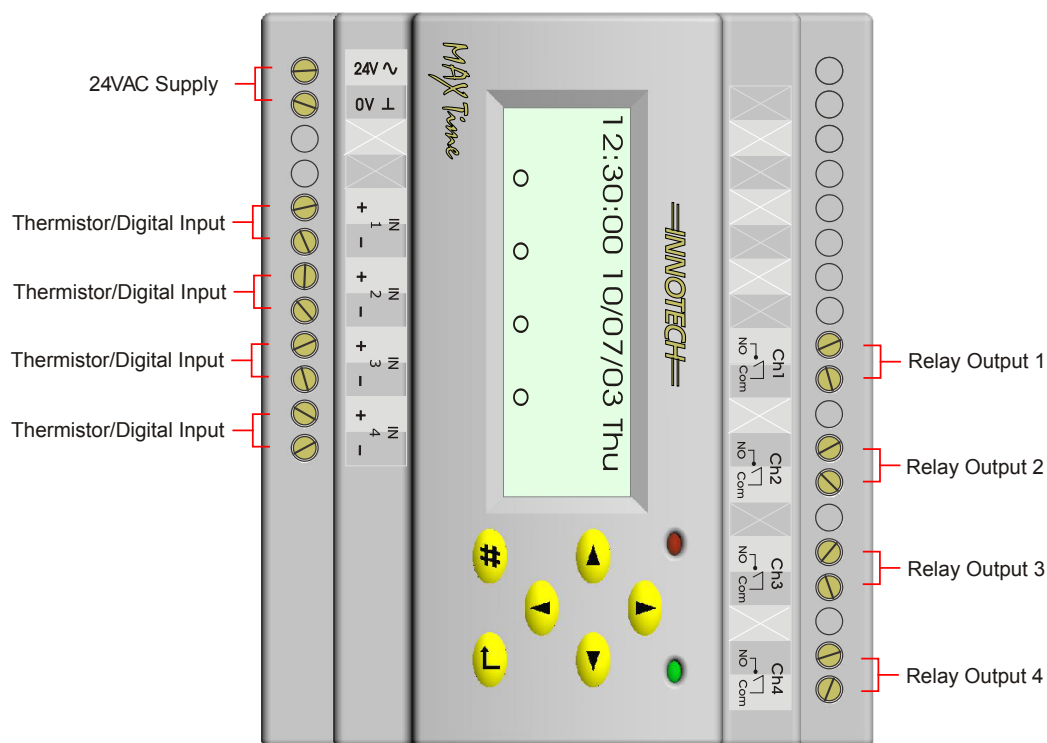 24VAC Supply
Thermistor/Digital Input
Thermistor/Digital Input
Thermistor/Digital Input
Thermistor/Digital Input
24V ∿
0V ⊥
+
IN 1
−
+
IN 2
−
+
IN 3
−
+
IN 4
−
MAXTime
12:30:00 10/07/03 Thu
INNOTECH
#
Ch1
NO
Com
Ch2
NO
Com
Ch3
NO
Com
Ch4
NO
Com
Relay Output 1
Relay Output 2
Relay Output 3
Relay Output 4